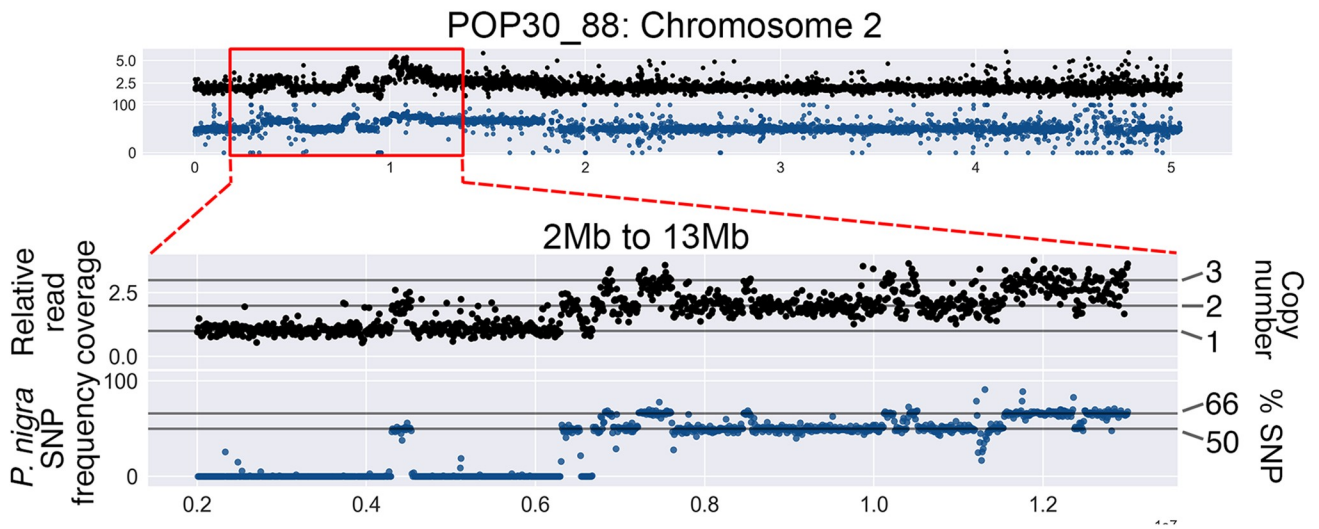 POP30_88: Chromosome 2
5.0
2.5
100
0
0 1 2 3 4 5
2Mb to 13Mb
Relative
read
coverage
2.5
0.0
3
2
1
Copy
number
P. nigra
SNP
frequency
100
0
66
50
% SNP
0.2 0.4 0.6 0.8 1.0 1.2